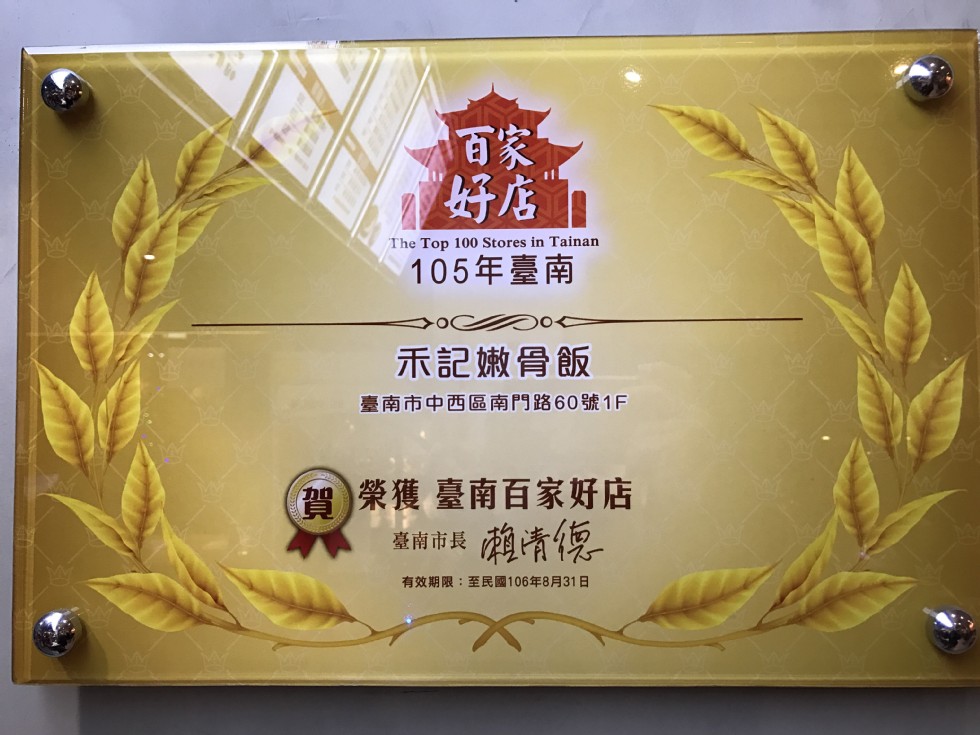 百家
好店
The Top 100 Stores in Tainan
105年臺南
禾記嫩骨飯
臺南市中西區南門路60號1F
賀
榮獲 臺南百家好店
臺南市長 賴清德
有效期限：至民國106年8月31日